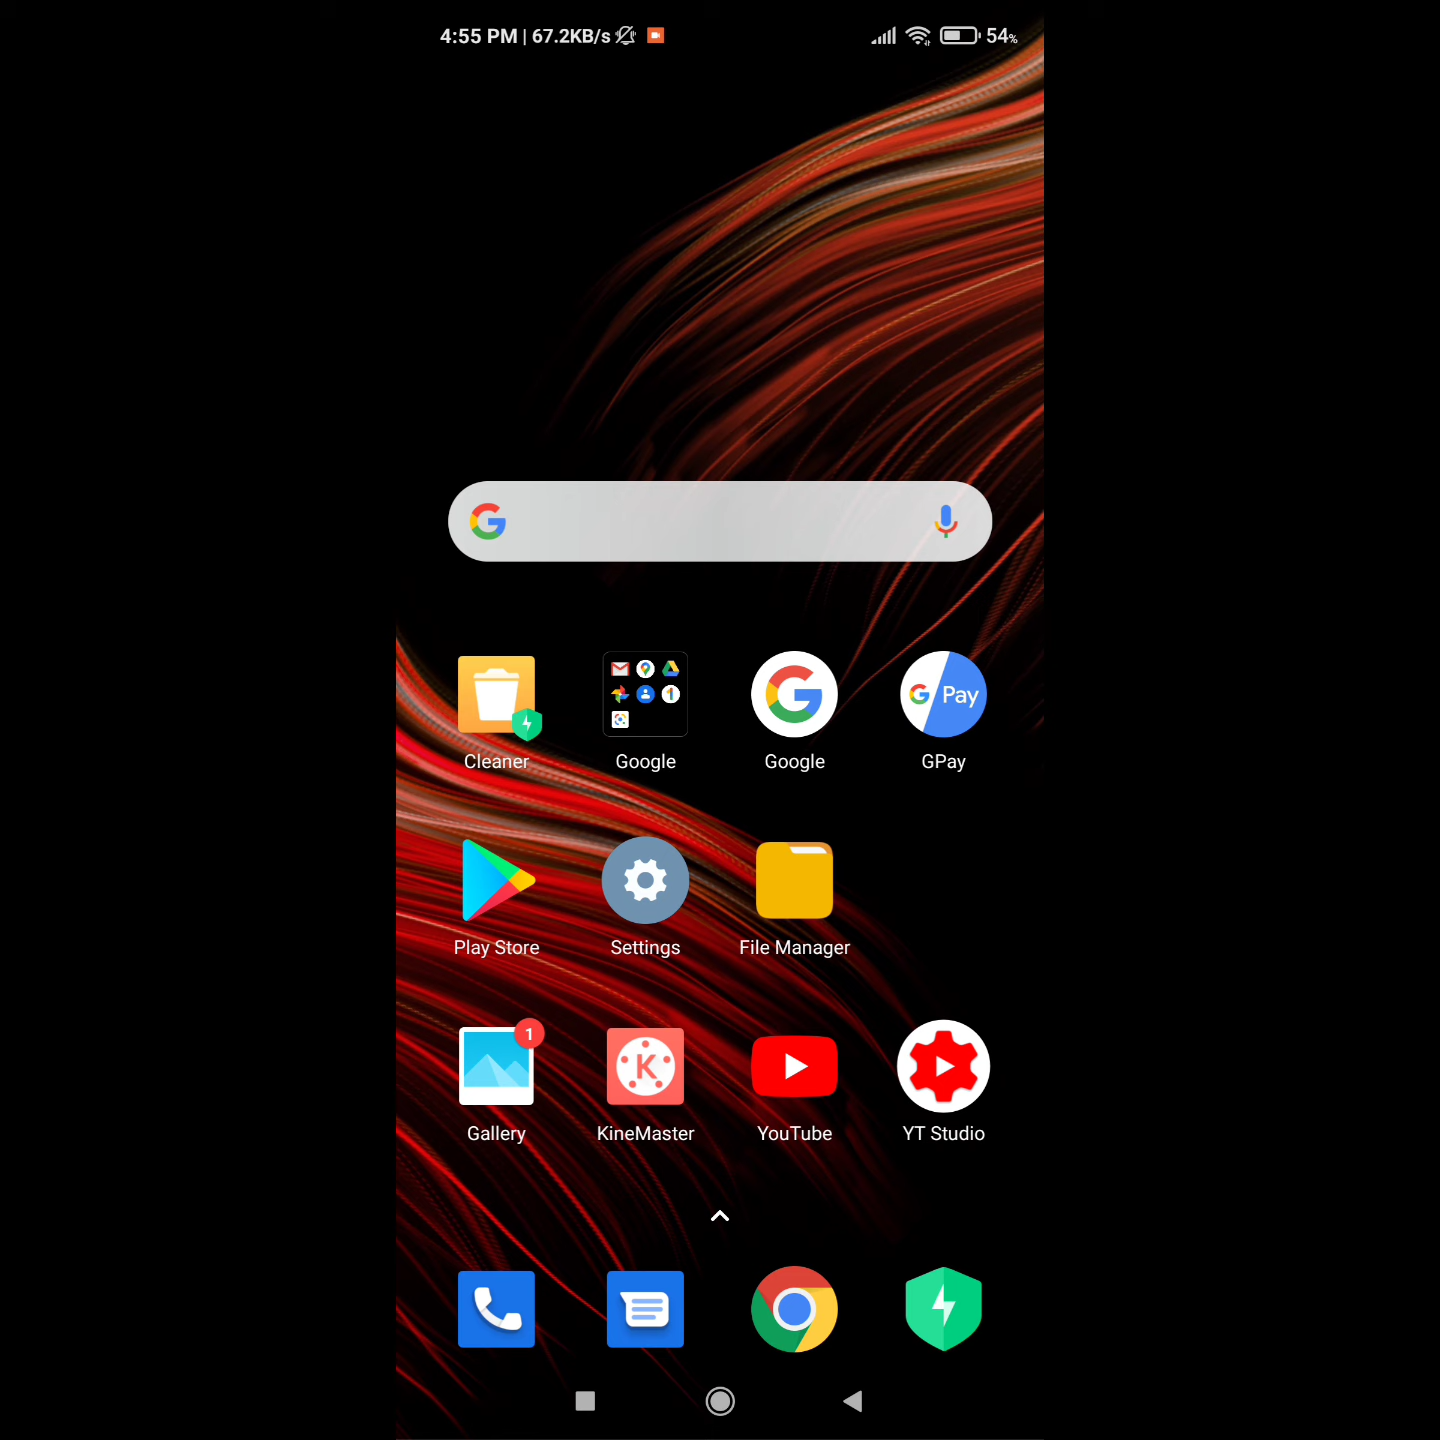 4:55 PM | 67.2KB/s 54%
Cleaner Google Google GPay
G Pay
Play Store Settings File Manager
1
K
Gallery KineMaster YouTube YT Studio